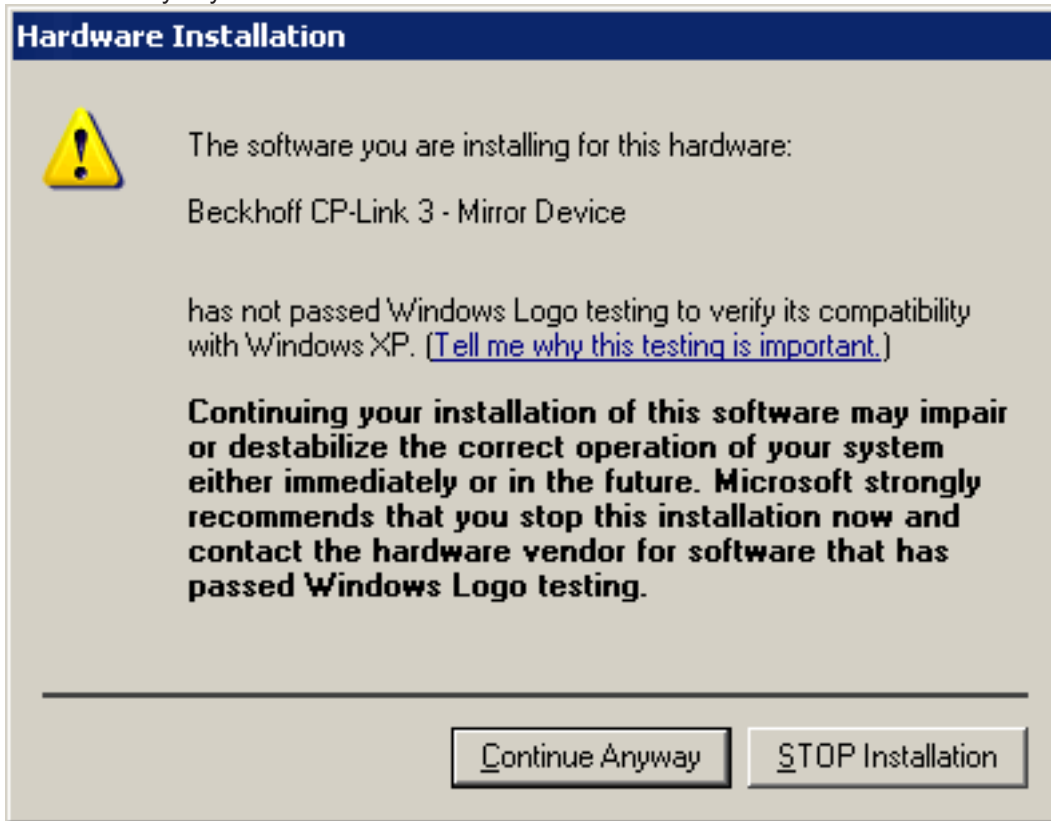 Hardware Installation
The software you are installing for this hardware:
Beckhoff CP-Link 3 - Mirror Device
has not passed Windows Logo testing to verify its compatibility
with Windows XP. (Tell me why this testing is important.)
Continuing your installation of this software may impair
or destabilize the correct operation of your system
either immediately or in the future. Microsoft strongly
recommends that you stop this installation now and
contact the hardware vendor for software that has
passed Windows Logo testing.
Continue Anyway
STOP Installation